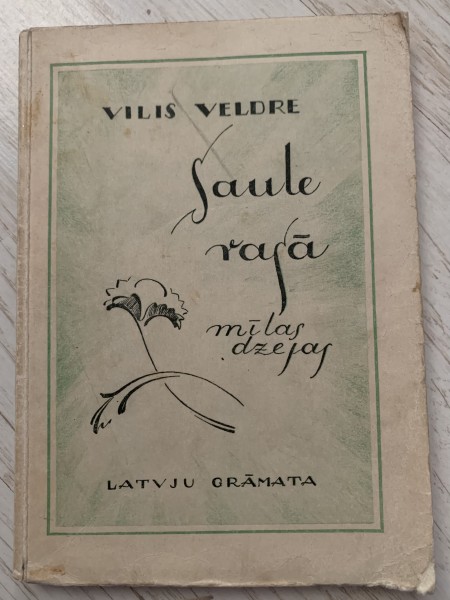 VILIS VELDRE
Saule
rasā
mīlas
dzejas
LATVJU GRĀMATA